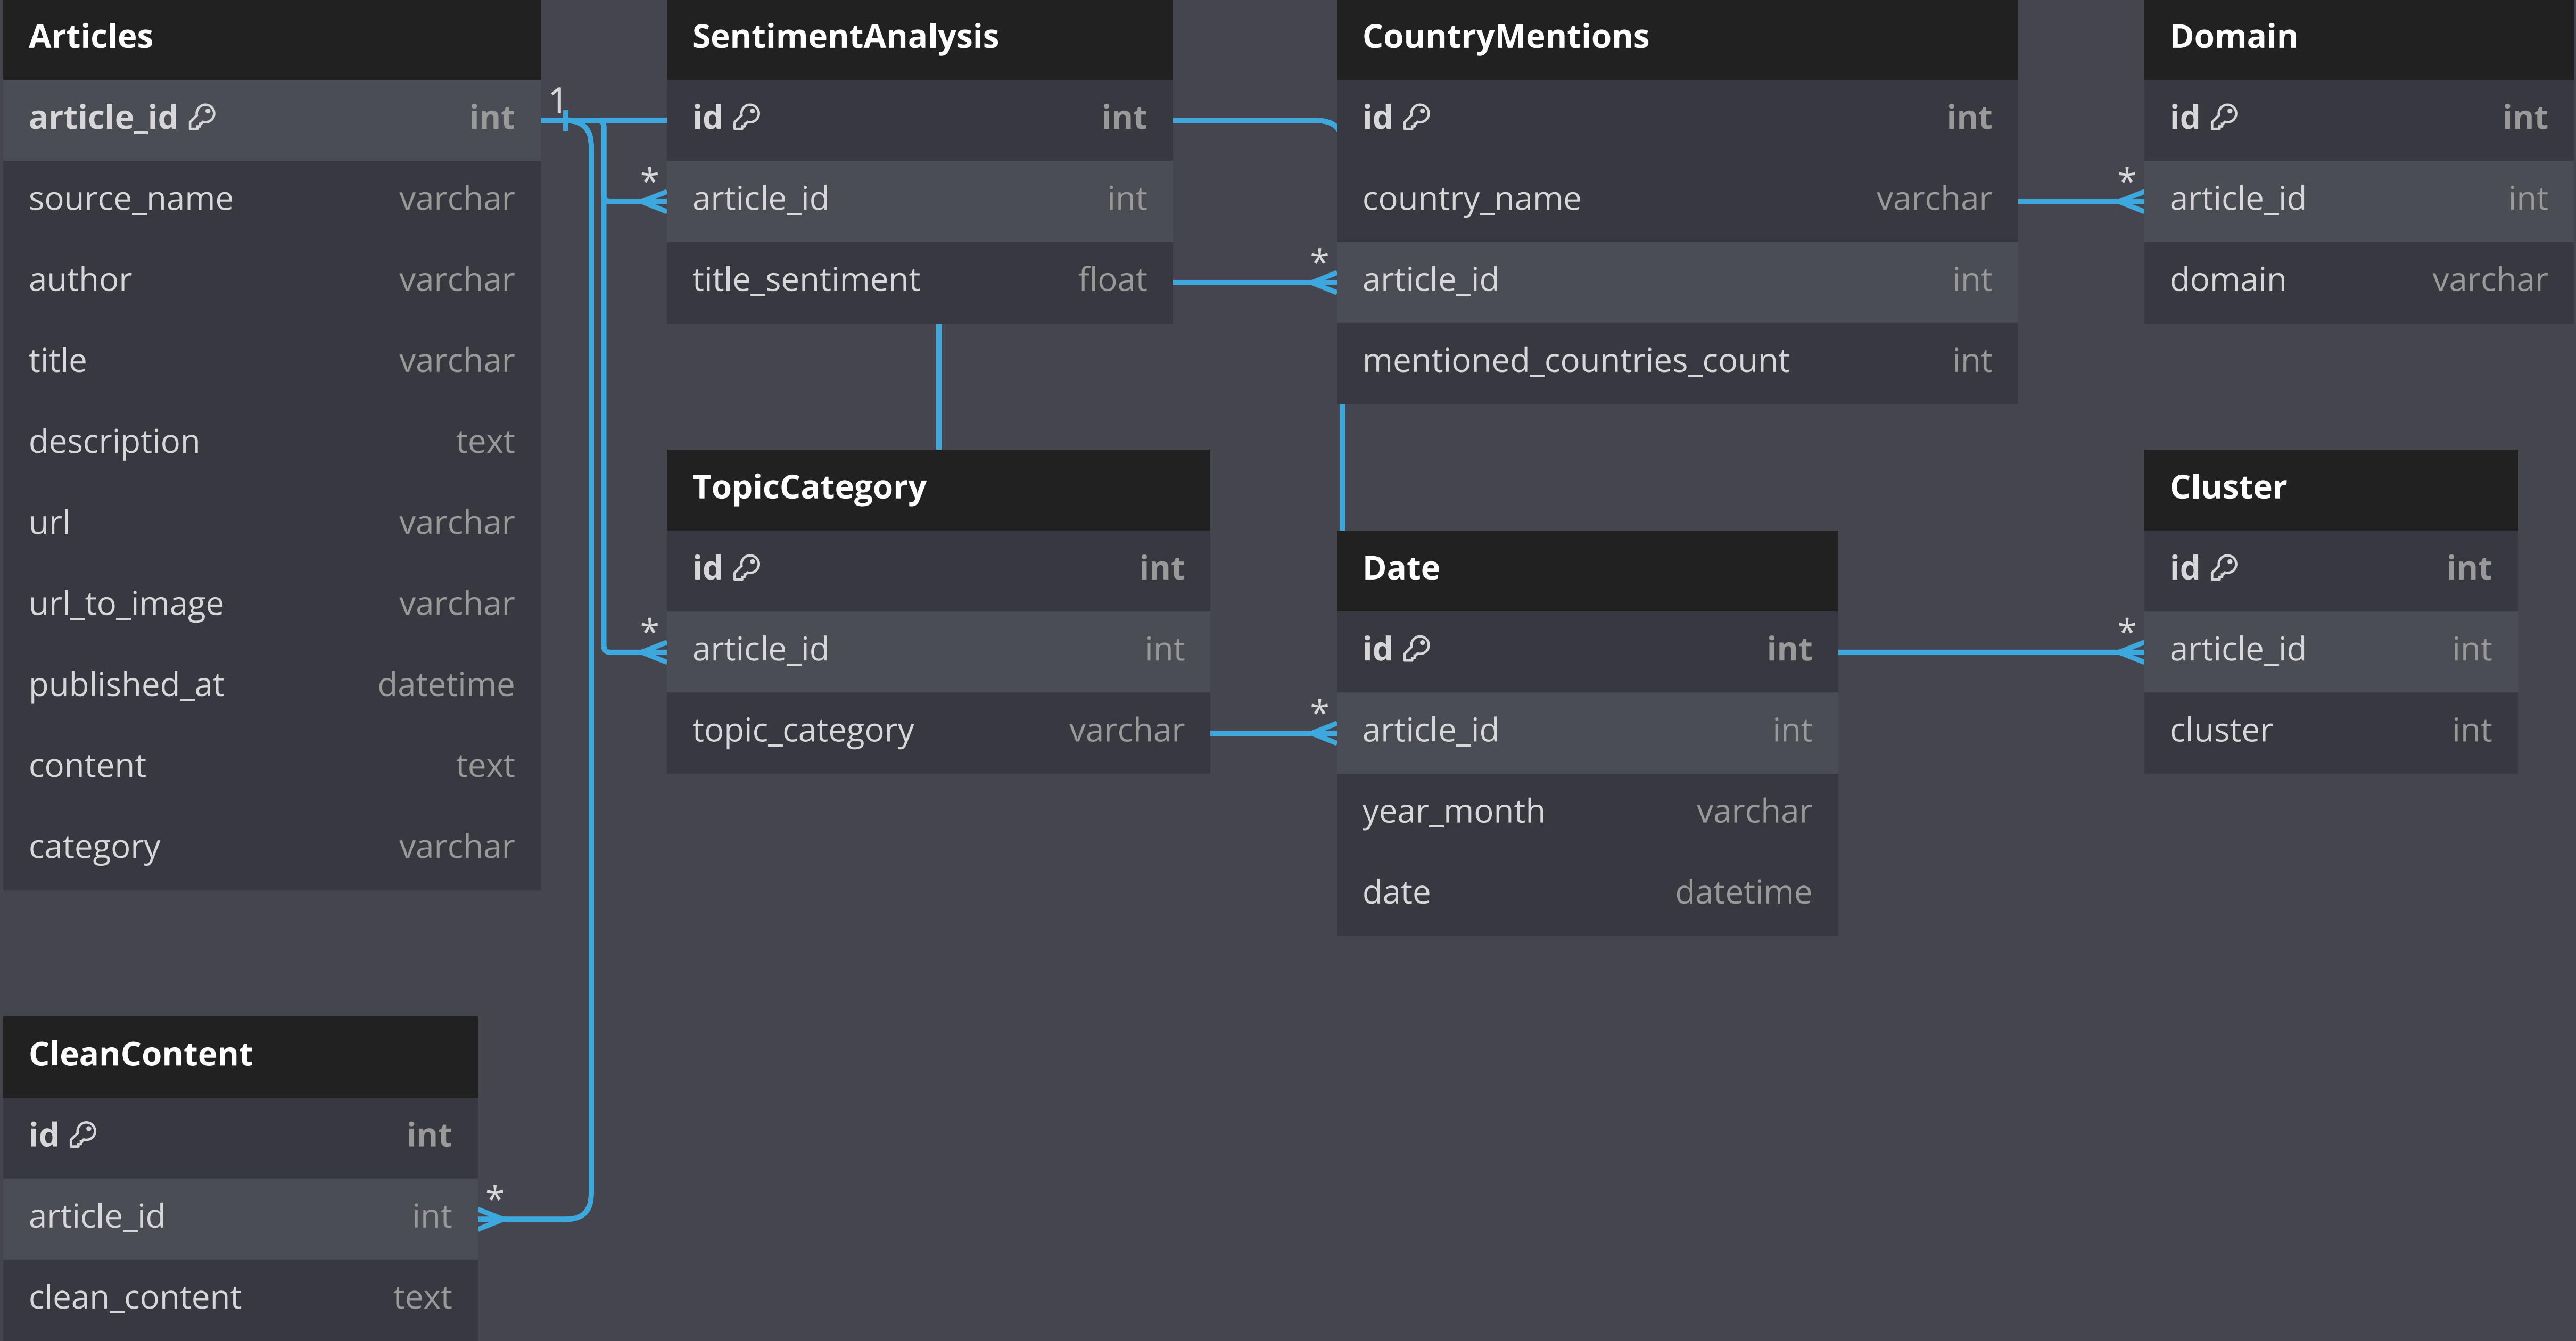 Articles
article_id int
source_name varchar
author varchar
title varchar
description text
url varchar
url_to_image varchar
published_at datetime
content text
category varchar
1
SentimentAnalysis
id int
* article_id int
title_sentiment float
CountryMentions
id int
country_name varchar
* article_id int
mentioned_countries_count int
Domain
id int
* article_id int
domain varchar
TopicCategory
id int
* article_id int
topic_category varchar
Date
id int
* article_id int
year_month varchar
date datetime
Cluster
id int
* article_id int
cluster int
CleanContent
id int
article_id int *
clean_content text